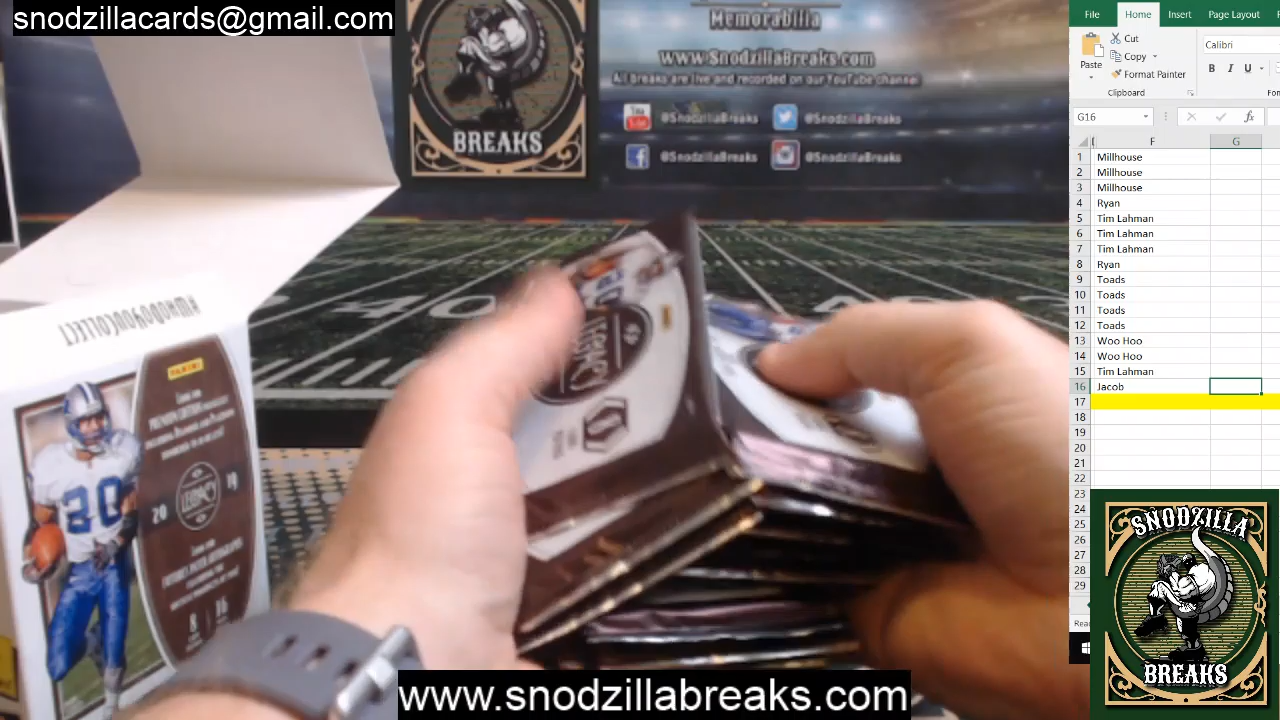 snodzillacards@gmail.com
Memorabilia
www.SnodzillaBreaks.com
All breaks are live and recorded on our YouTube channel
@SnodzillaBreaks
@SnodzillaBreaks
@SnodzillaBreaks
@SnodzillaBreaks
BREAKS
File Home Insert Page Layout
Cut
Copy
Format Painter
Paste
Calibri
B I U
Clipboard
G16
fx
F G
1 Millhouse
2 Millhouse
3 Millhouse
4 Ryan
5 Tim Lahman
6 Tim Lahman
7 Tim Lahman
8 Ryan
9 Toads
10 Toads
11 Toads
12 Toads
13 Woo Hoo
14 Woo Hoo
15 Tim Lahman
16 Jacob
17
18
19
20
21
22
23
24
25
26
27
28
29
SNODZILLA
BREAKS
PANINI
LEGACY
20 19
20
LEGACY
www.snodzillabreaks.com